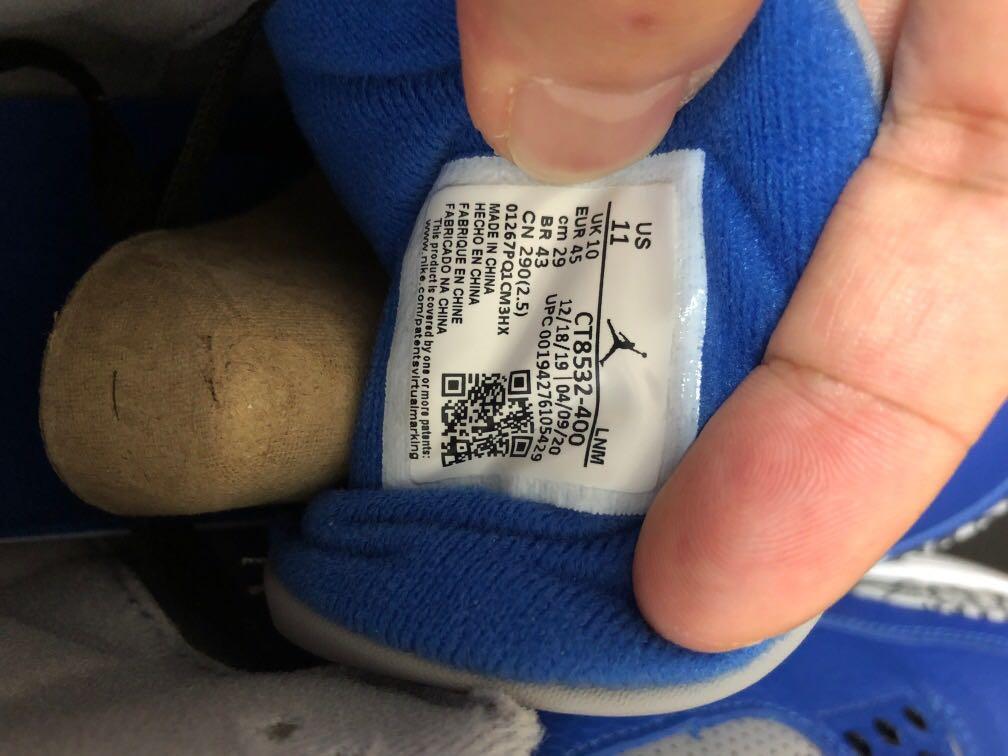 US
11
UK 10
EUR 45
cm 29
BR 43
CN 290(2.5)
LNM
CT8532-400
12/18/19 | 04/09/20
UPC 00194276105429
01267PQ1CM3HX
MADE IN CHINA
HECHO EN CHINA
FABRIQUE EN CHINE
FABRICADO NA CHINA
This product is covered by one or more patents:
www.nike.com/patentsvirtualmarking